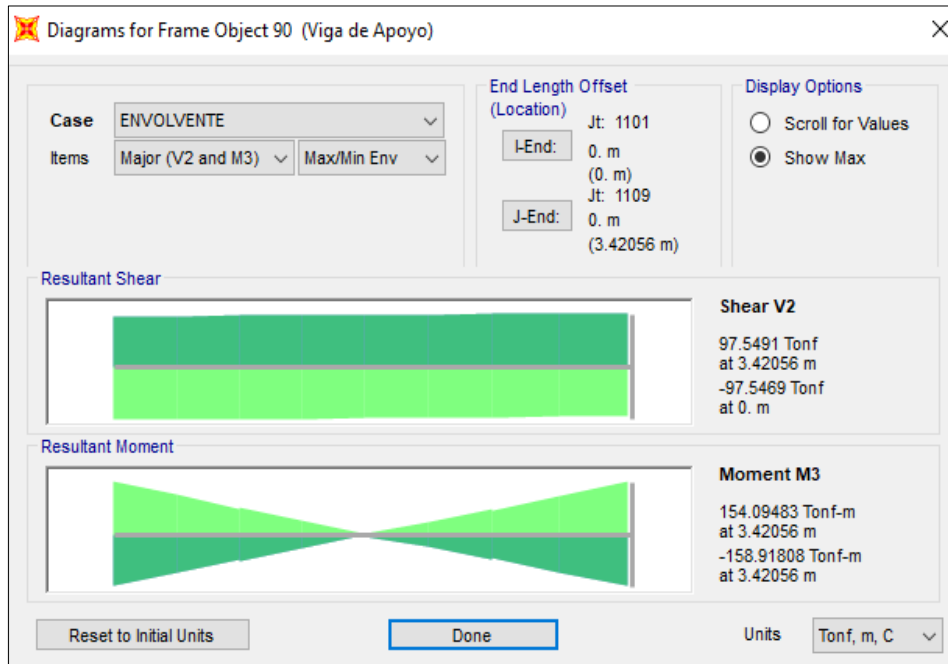 Diagrams for Frame Object 90 (Viga de Apoyo)
Case
ENVOLVENTE
Items
Major (V2 and M3)
Max/Min Env
End Length Offset
(Location)
I-End:
Jt: 1101
0. m
(0. m)
J-End:
Jt: 1109
0. m
(3.42056 m)
Display Options
Scroll for Values
Show Max
Resultant Shear
Shear V2
97.5491 Tonf
at 3.42056 m
-97.5469 Tonf
at 0. m
Resultant Moment
Moment M3
154.09483 Tonf-m
at 3.42056 m
-158.91808 Tonf-m
at 3.42056 m
Reset to Initial Units
Done
Units
Tonf, m, C